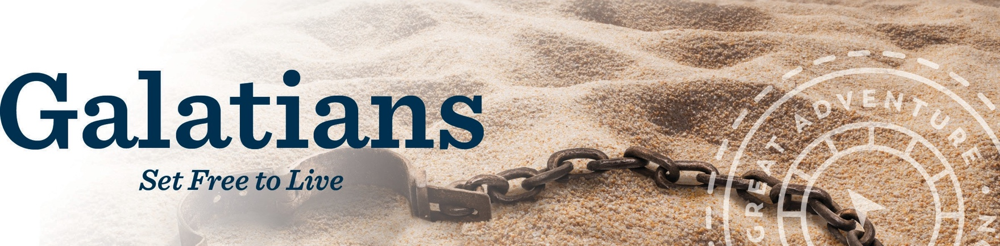 Galatians
Set Free to Live
GREAT ADVENTURE